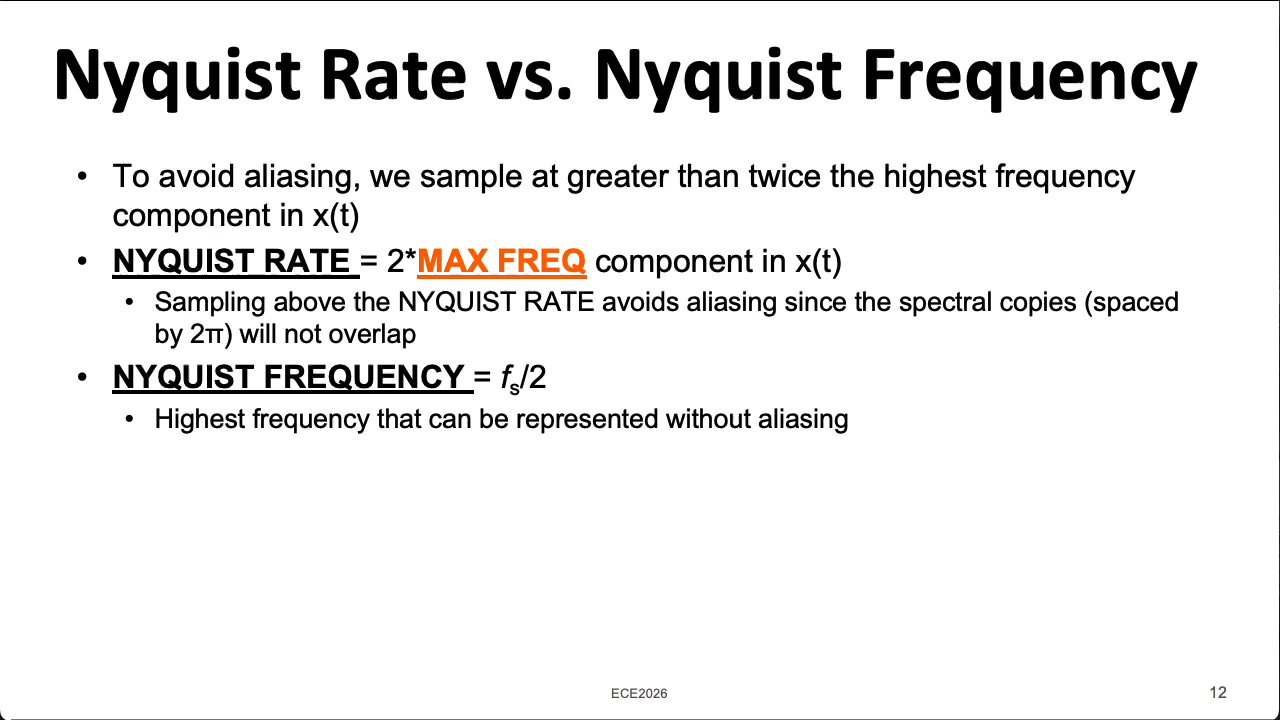 Nyquist Rate vs. Nyquist Frequency
• To avoid aliasing, we sample at greater than twice the highest frequency
component in x(t)
• NYQUIST RATE = 2*MAX FREQ component in x(t)
• Sampling above the NYQUIST RATE avoids aliasing since the spectral copies (spaced
by 2π) will not overlap
• NYQUIST FREQUENCY = fs/2
• Highest frequency that can be represented without aliasing
ECE2026
12